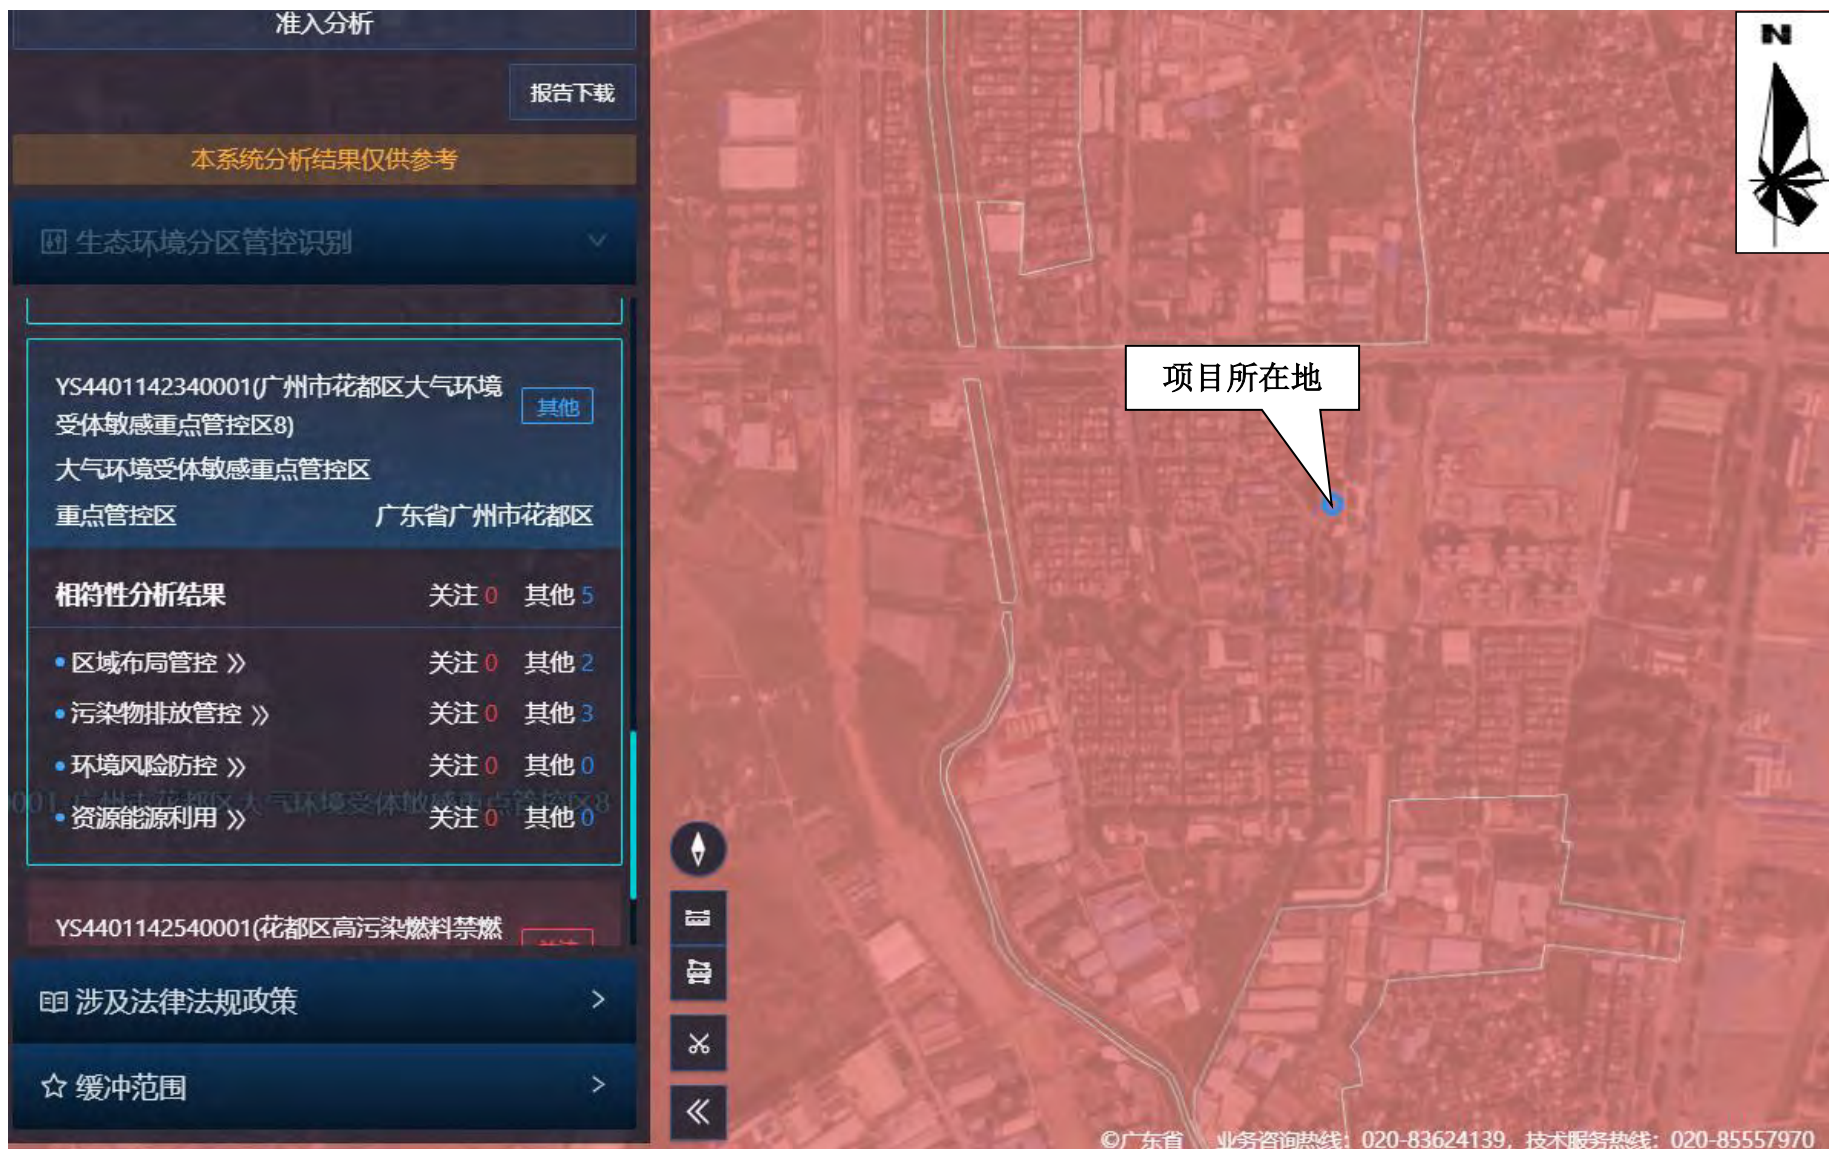 准入分析
报告下载
本系统分析结果仅供参考
生态环境分区管控识别
YS4401142340001(广州市花都区大气环境
受体敏感重点管控区8)
其他
大气环境受体敏感重点管控区
重点管控区 广东省广州市花都区
相符性分析结果 关注 0 其他 5
区域布局管控 关注 0 其他 2
污染物排放管控 关注 0 其他 3
环境风险防控 关注 0 其他 0
资源能源利用 关注 0 其他 0
YS4401142540001(花都区高污染燃料禁燃
涉及法律法规政策
缓冲范围
N
项目所在地
©广东省 业务咨询热线：020-83624139，技术服务热线：020-85557970